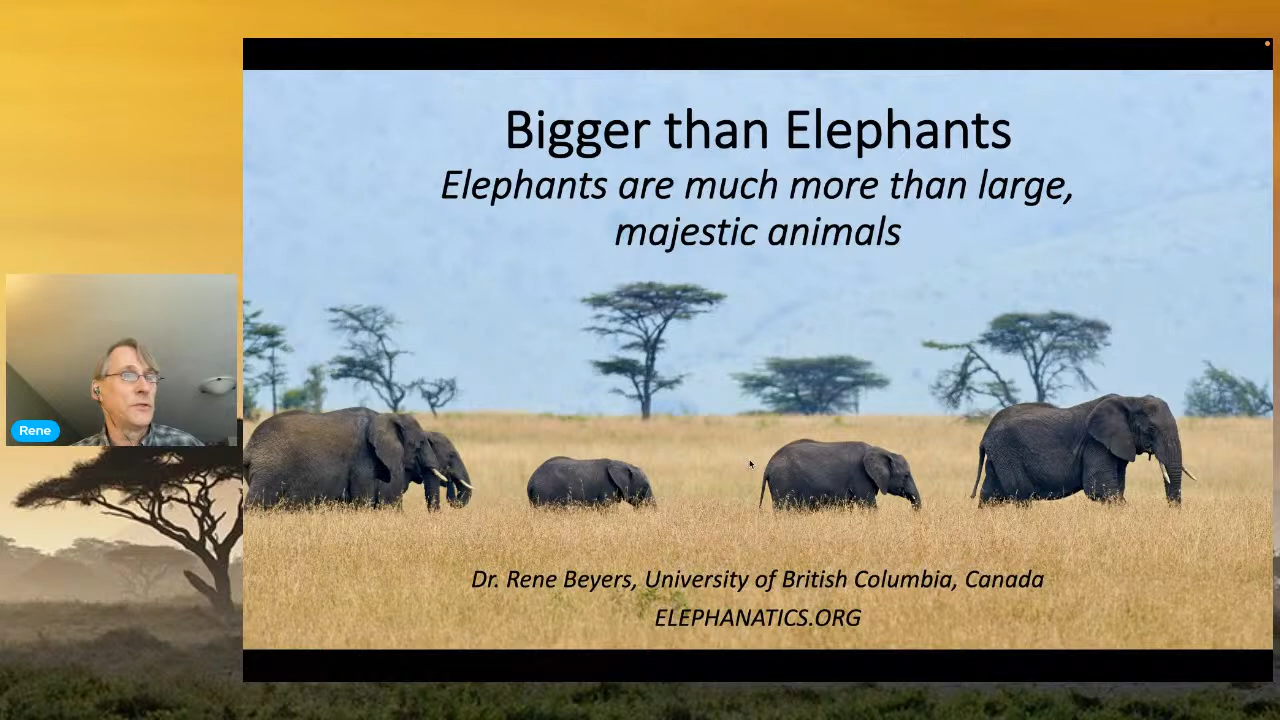 Bigger than Elephants
Elephants are much more than large,
majestic animals
Rene
Dr. Rene Beyers, University of British Columbia, Canada
ELEPHANATICS.ORG